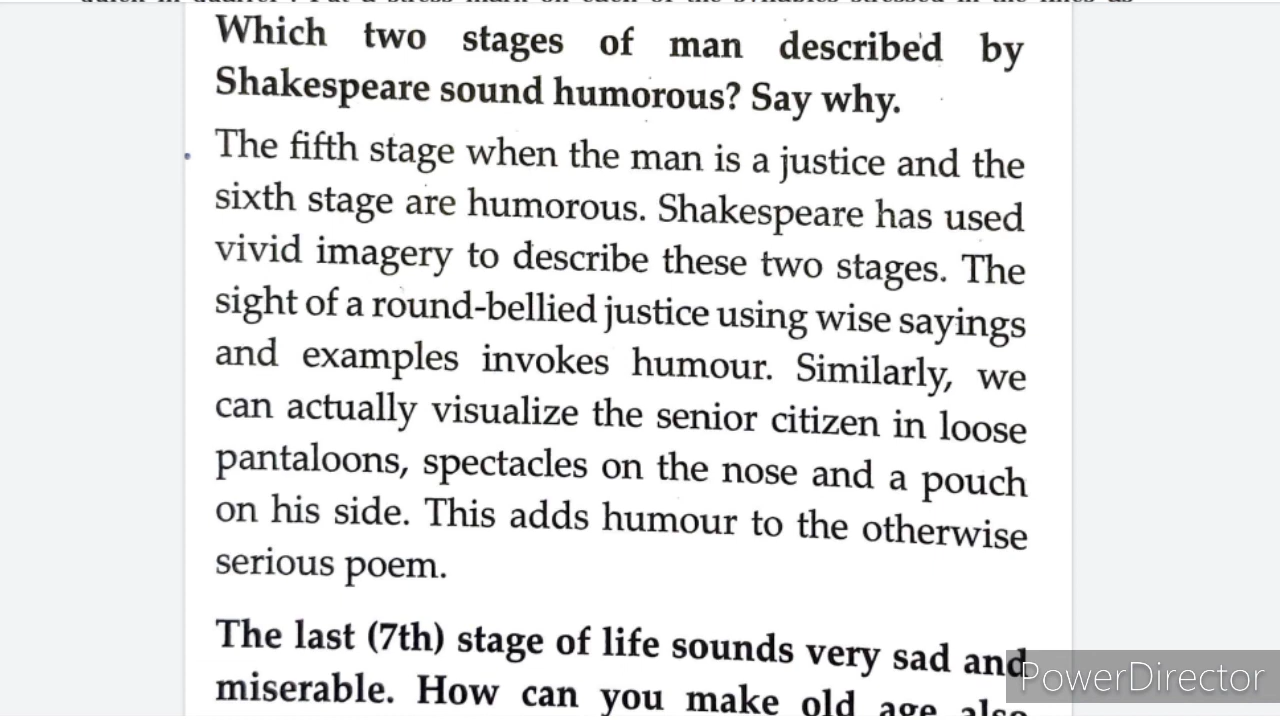 Which two stages of man described by
Shakespeare sound humorous? Say why.
The fifth stage when the man is a justice and the
sixth stage are humorous. Shakespeare has used
vivid imagery to describe these two stages. The
sight of a round-bellied justice using wise sayings
and examples invokes humour. Similarly, we
can actually visualize the senior citizen in loose
pantaloons, spectacles on the nose and a pouch
on his side. This adds humour to the otherwise
serious poem.
The last (7th) stage of life sounds very sad and
miserable. How can you make old age also
PowerDirector